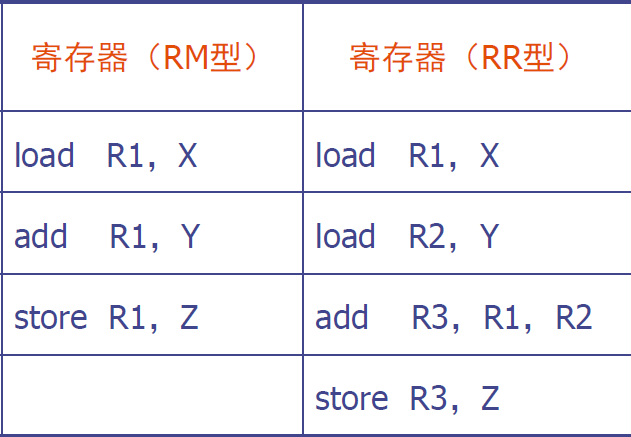 寄存器（RM型） 寄存器（RR型）
load R1，X load R1，X
add R1，Y load R2，Y
store R1，Z add R3，R1，R2
store R3，Z